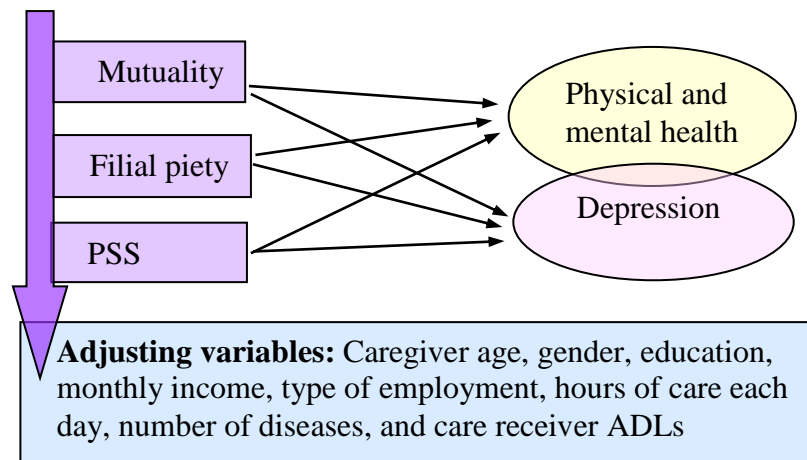 Mutuality
Filial piety
PSS
Physical and
mental health
Depression
Adjusting variables: Caregiver age, gender, education,
monthly income, type of employment, hours of care each
day, number of diseases, and care receiver ADLs